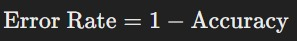 Error Rate = 1 − Accuracy